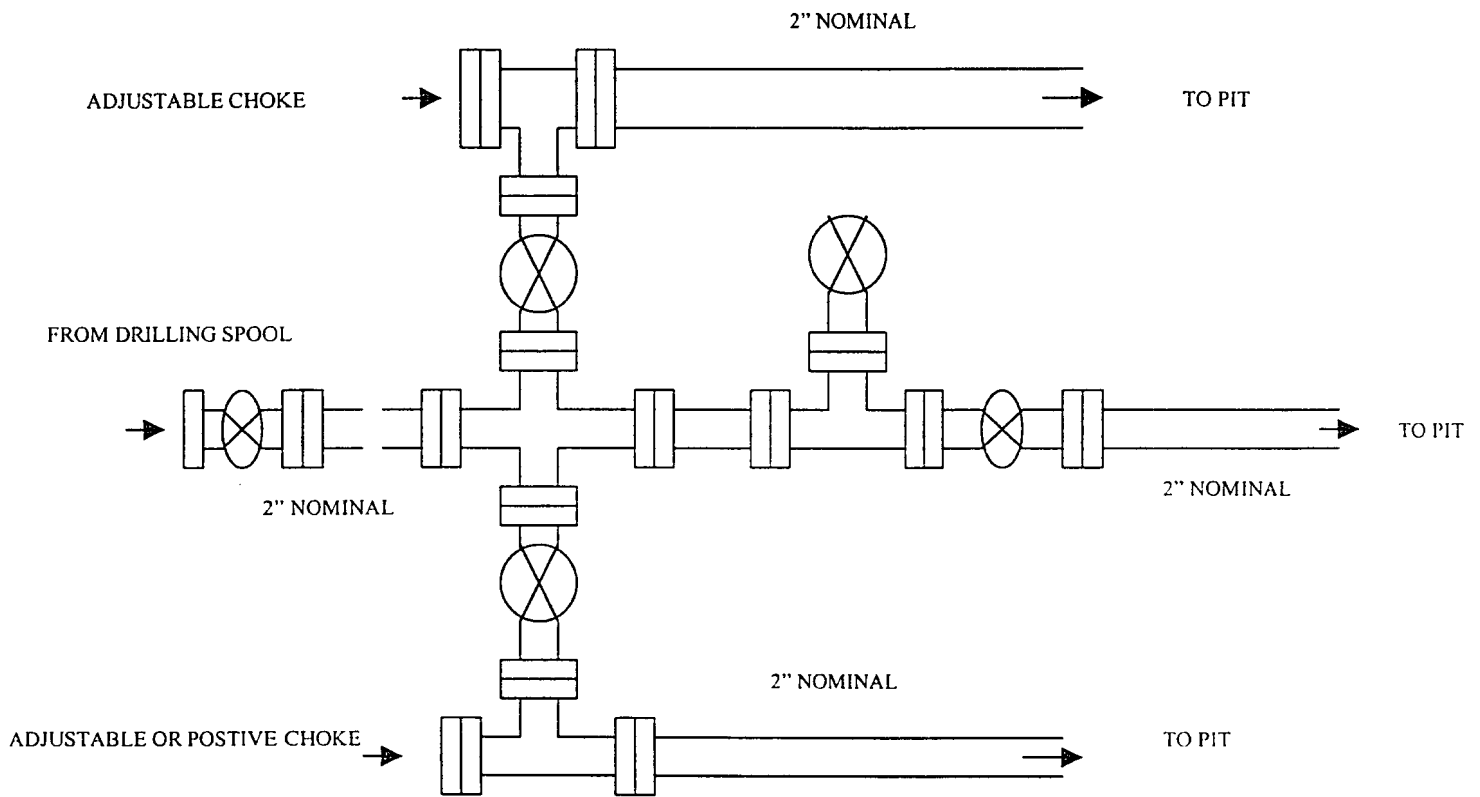 2” NOMINAL
ADJUSTABLE CHOKE
TO PIT
FROM DRILLING SPOOL
TO PIT
2” NOMINAL
2” NOMINAL
2” NOMINAL
ADJUSTABLE OR POSTIVE CHOKE
TO PIT